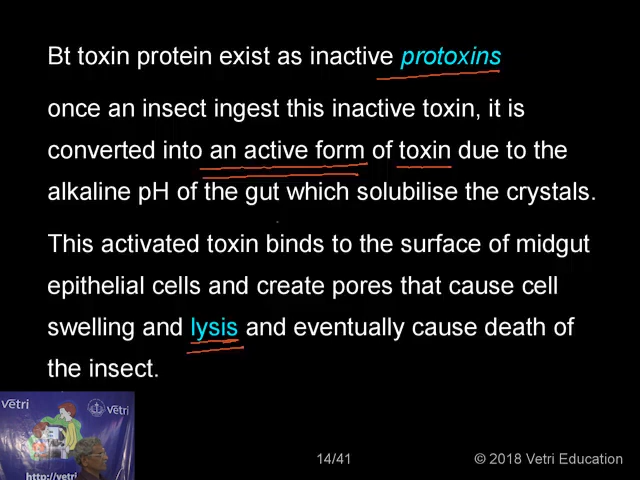 Bt toxin protein exist as inactive protoxins
once an insect ingest this inactive toxin, it is
converted into an active form of toxin due to the
alkaline pH of the gut which solubilise the crystals.
This activated toxin binds to the surface of midgut
epithelial cells and create pores that cause cell
swelling and lysis and eventually cause death of
the insect.
vëtri
vëtri
http://vetri
14/41
© 2018 Vetri Education